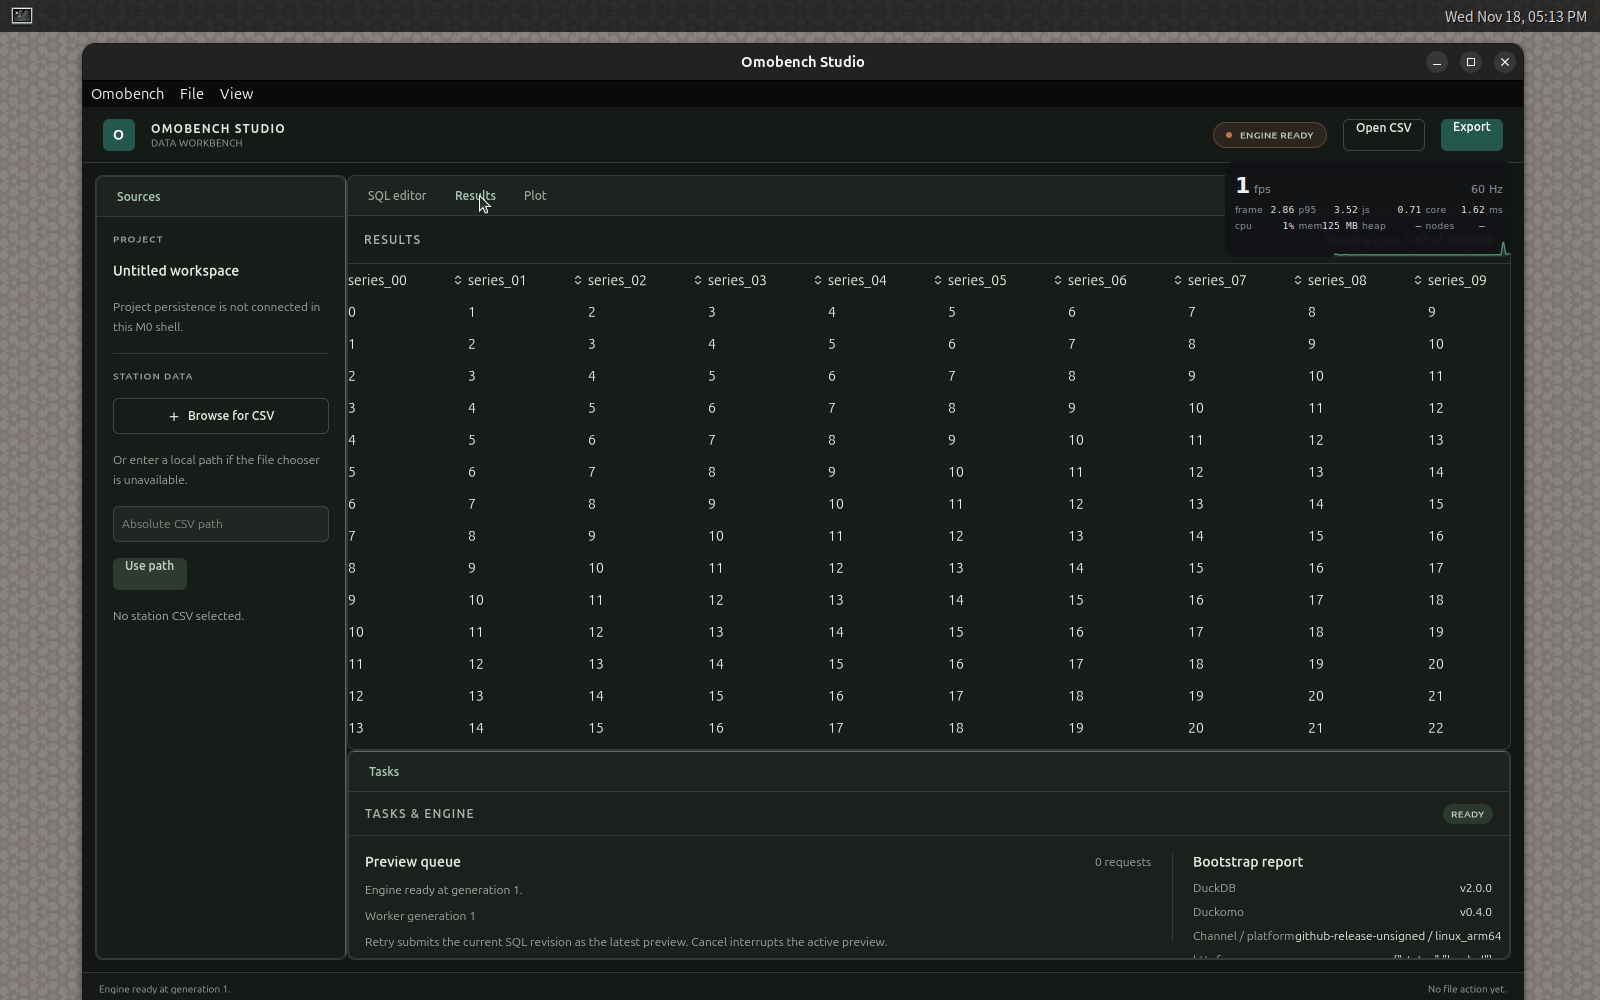 Wed Nov 18, 05:13 PM
Omobench Studio
Omobench File View
O OMOBENCH STUDIO
DATA WORKBENCH
ENGINE READY
Open CSV
Export
Sources
PROJECT
Untitled workspace
Project persistence is not connected in
this M0 shell.
STATION DATA
+ Browse for CSV
Or enter a local path if the file chooser
is unavailable.
Absolute CSV path
Use path
No station CSV selected.
SQL editor Results Plot
1 fps 60 Hz
frame 2.86 p95 3.52 js 0.71 core 1.62 ms
cpu 1% mem 125 MB heap — nodes —
RESULTS
Showing rows 1–63 of 1000000
series_00 series_01 series_02 series_03 series_04 series_05 series_06 series_07 series_08 series_09
0 1 2 3 4 5 6 7 8 9
1 2 3 4 5 6 7 8 9 10
2 3 4 5 6 7 8 9 10 11
3 4 5 6 7 8 9 10 11 12
4 5 6 7 8 9 10 11 12 13
5 6 7 8 9 10 11 12 13 14
6 7 8 9 10 11 12 13 14 15
7 8 9 10 11 12 13 14 15 16
8 9 10 11 12 13 14 15 16 17
9 10 11 12 13 14 15 16 17 18
10 11 12 13 14 15 16 17 18 19
11 12 13 14 15 16 17 18 19 20
12 13 14 15 16 17 18 19 20 21
13 14 15 16 17 18 19 20 21 22
Tasks
TASKS & ENGINE
READY
Preview queue 0 requests
Engine ready at generation 1.
Worker generation 1
Retry submits the current SQL revision as the latest preview. Cancel interrupts the active preview.
Bootstrap report
DuckDB v2.0.0
Duckomo v0.4.0
Channel / platform github-release-unsigned / linux_arm64
Engine ready at generation 1.
No file action yet.